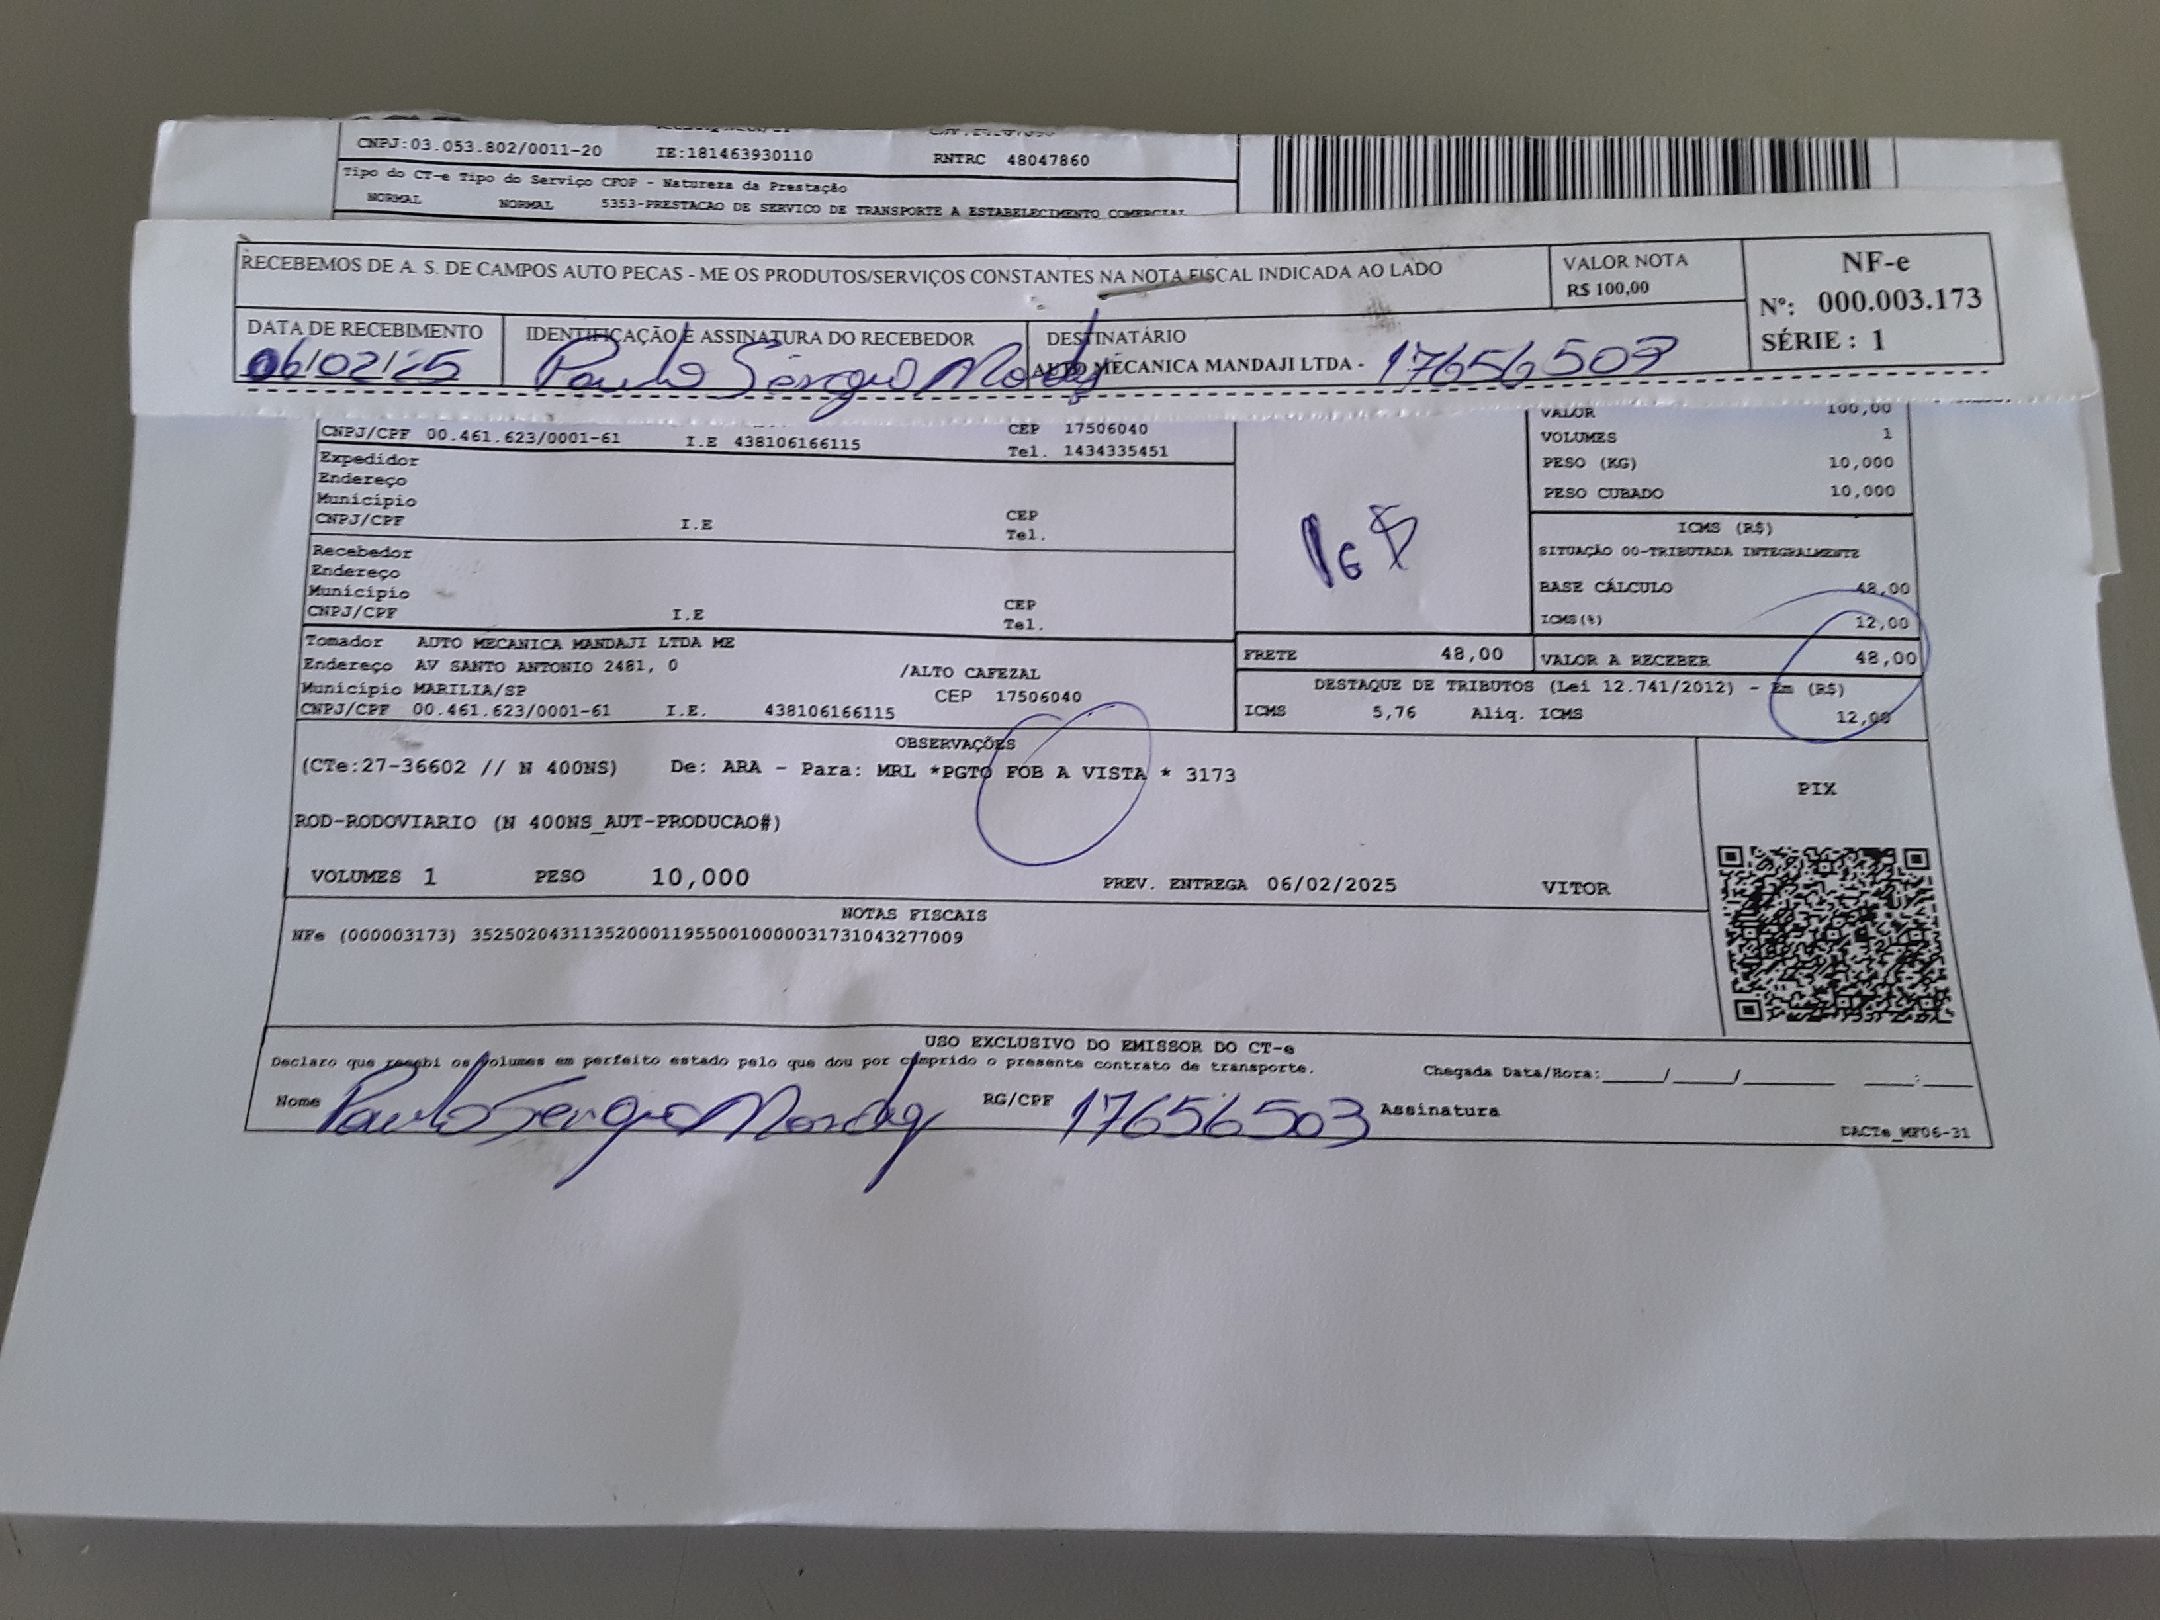 CNPJ:03.053.802/0011-20 IE:181463930110 RNTRC 48047860
Tipo do CT-e Tipo do Serviço CFOP - Natureza da Prestação
NORMAL NORMAL 5353-PRESTACAO DE SERVICO DE TRANSPORTE A ESTABELECIMENTO COMERCIAL
RECEBEMOS DE A. S. DE CAMPOS AUTO PECAS - ME OS PRODUTOS/SERVIÇOS CONSTANTES NA NOTA FISCAL INDICADA AO LADO
VALOR NOTA
R$ 100,00
NF-e
Nº: 000.003.173
SÉRIE : 1
DATA DE RECEBIMENTO
06/02/25
IDENTIFICAÇÃO E ASSINATURA DO RECEBEDOR
Paulo Sérgio
DESTINATÁRIO
AUTO MECANICA MANDAJI LTDA - 17656503
CEP 17506040
CNPJ/CPF 00.461.623/0001-61 I.E 438106166115 Tel. 1434335451
Expedidor
Endereço
Município CEP
CNPJ/CPF I.E Tel.
Recebedor
Endereço
Município CEP
CNPJ/CPF I.E Tel.
Tomador AUTO MECANICA MANDAJI LTDA ME
Endereço AV SANTO ANTONIO 2481, 0 /ALTO CAFEZAL
Município MARILIA/SP CEP 17506040
CNPJ/CPF 00.461.623/0001-61 I.E. 438106166115
PG $
VALOR 100,00
VOLUMES 1
PESO (KG) 10,000
PESO CUBADO 10,000
ICMS (R$)
SITUAÇÃO 00-TRIBUTADA INTEGRALMENTE
BASE CÁLCULO 48,00
ICMS(%) 12,00
FRETE 48,00 VALOR A RECEBER 48,00
DESTAQUE DE TRIBUTOS (Lei 12.741/2012) - Em (R$)
ICMS 5,76 Aliq. ICMS 12,00
OBSERVAÇÕES
(CTe:27-36602 // N 400NS) De: ARA - Para: MRL *PGTO FOB A VISTA * 3173
ROD-RODOVIARIO (N 400NS_AUT-PRODUCAO#)
VOLUMES 1 PESO 10,000 PREV. ENTREGA 06/02/2025 VITOR
PIX
NOTAS FISCAIS
NFe (000003173) 35250204311352000119550010000031731043277009
USO EXCLUSIVO DO EMISSOR DO CT-e
Declaro que recebi os volumes em perfeito estado pelo que dou por cumprido o presente contrato de transporte.
Chegada Data/Hora:____/____/______ ___:___
Nome Paulo Sergio RG/CPF 17656503 Assinatura
DACTe_MF06-31